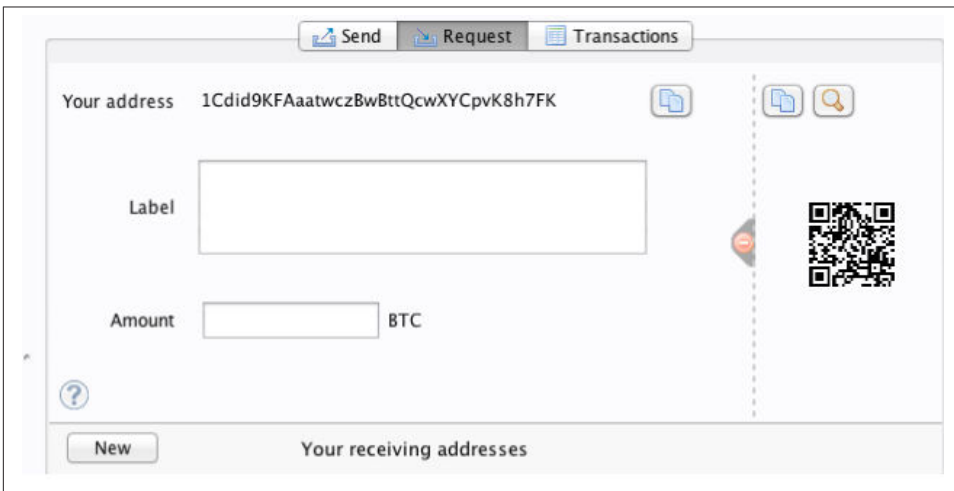 Send Request Transactions
Your address 1Cdid9KFAaatwczBwBttQcwXYCpvK8h7FK
Label
Amount BTC
New Your receiving addresses